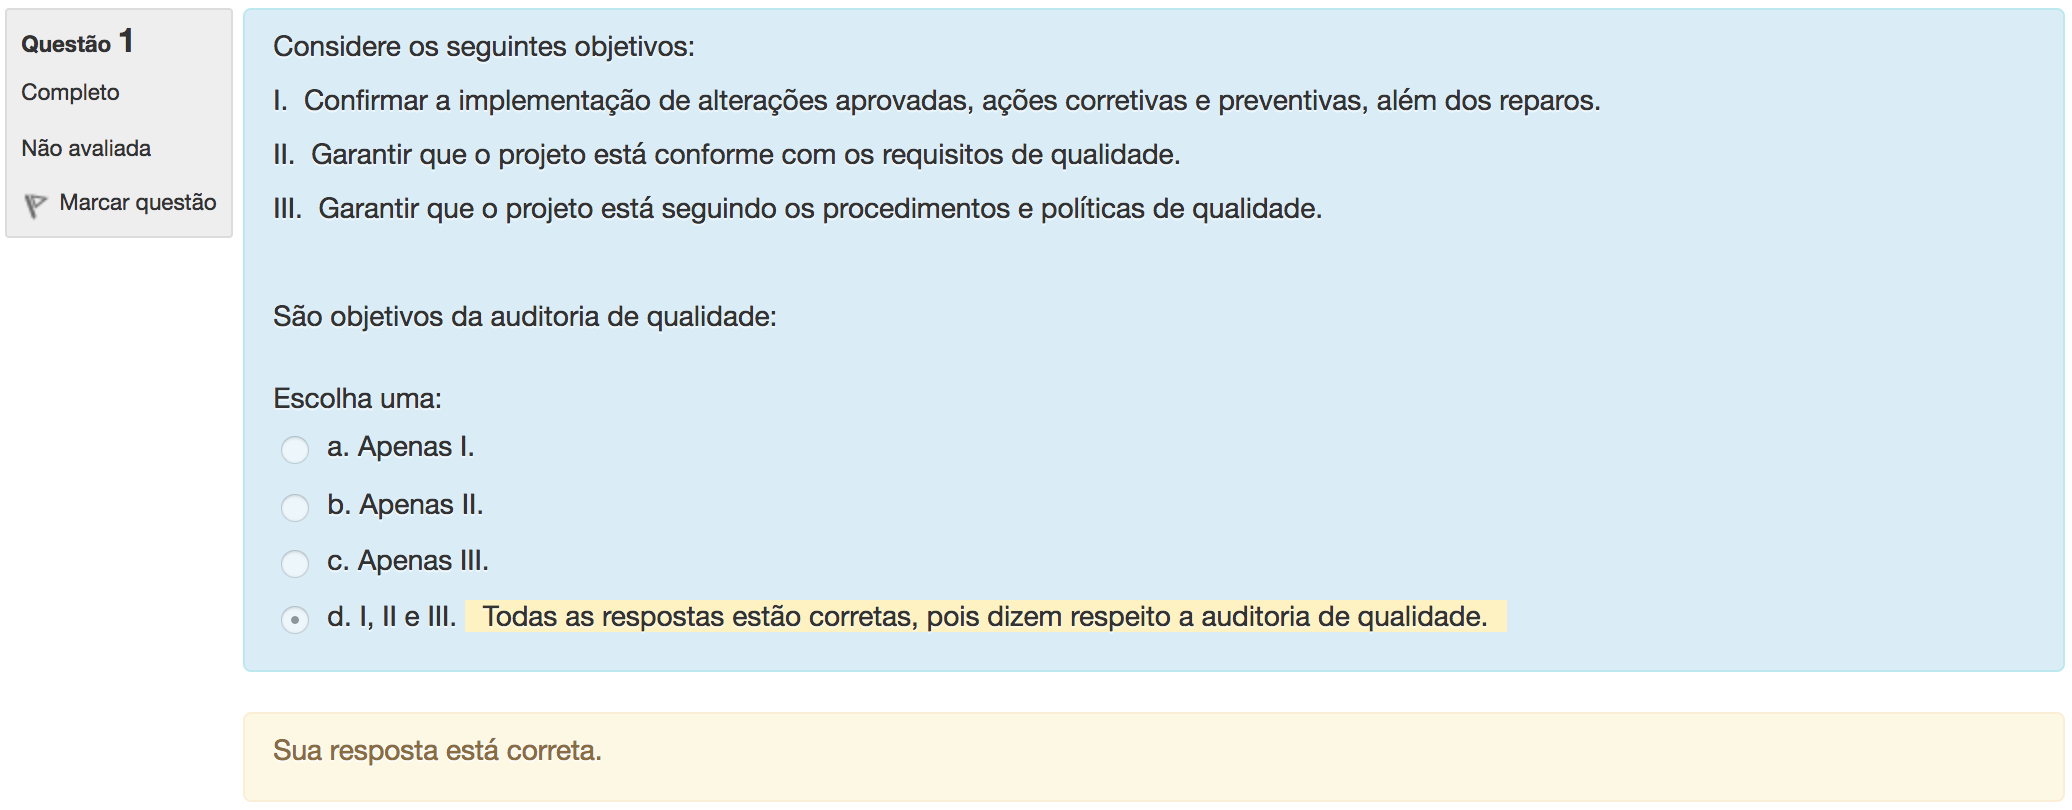 Questão 1
Completo
Não avaliada
Marcar questão
Considere os seguintes objetivos:
I. Confirmar a implementação de alterações aprovadas, ações corretivas e preventivas, além dos reparos.
II. Garantir que o projeto está conforme com os requisitos de qualidade.
III. Garantir que o projeto está seguindo os procedimentos e políticas de qualidade.
São objetivos da auditoria de qualidade:
Escolha uma:
a. Apenas I.
b. Apenas II.
c. Apenas III.
d. I, II e III. Todas as respostas estão corretas, pois dizem respeito a auditoria de qualidade.
Sua resposta está correta.